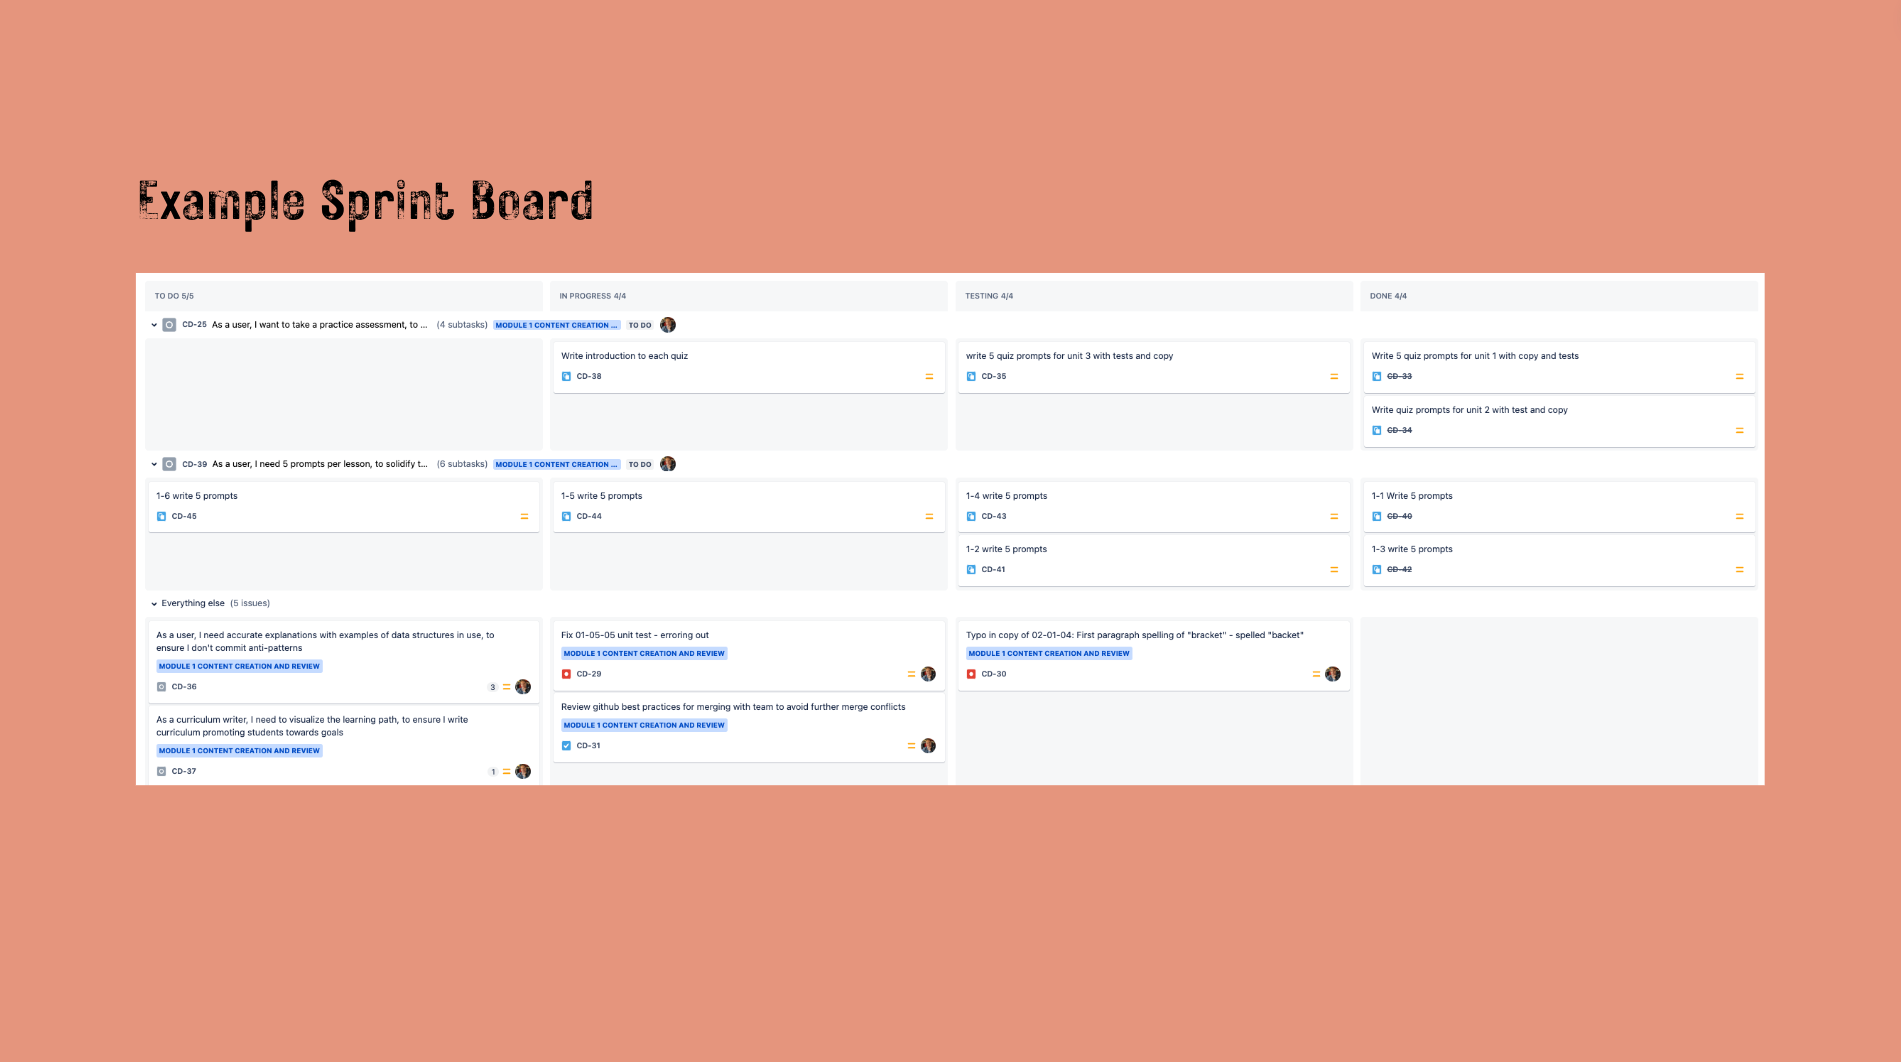 Example Sprint Board
TO DO 5/5
IN PROGRESS 4/4
TESTING 4/4
DONE 4/4
CD-25 As a user, I want to take a practice assessment, to ... (4 subtasks) MODULE 1 CONTENT CREATION ... TO DO
Write introduction to each quiz
CD-38
write 5 quiz prompts for unit 3 with tests and copy
CD-35
Write 5 quiz prompts for unit 1 with copy and tests
CD-33
Write quiz prompts for unit 2 with test and copy
CD-34
CD-39 As a user, I need 5 prompts per lesson, to solidify t... (6 subtasks) MODULE 1 CONTENT CREATION ... TO DO
1-6 write 5 prompts
CD-45
1-5 write 5 prompts
CD-44
1-4 write 5 prompts
CD-43
1-2 write 5 prompts
CD-41
1-1 Write 5 prompts
CD-40
1-3 write 5 prompts
CD-42
Everything else (5 issues)
As a user, I need accurate explanations with examples of data structures in use, to
ensure I don't commit anti-patterns
MODULE 1 CONTENT CREATION AND REVIEW
CD-36 3
As a curriculum writer, I need to visualize the learning path, to ensure I write
curriculum promoting students towards goals
MODULE 1 CONTENT CREATION AND REVIEW
CD-37 1
Fix 01-05-05 unit test - erroring out
MODULE 1 CONTENT CREATION AND REVIEW
CD-29
Review github best practices for merging with team to avoid further merge conflicts
MODULE 1 CONTENT CREATION AND REVIEW
CD-31
Typo in copy of 02-01-04: First paragraph spelling of "bracket" - spelled "backet"
MODULE 1 CONTENT CREATION AND REVIEW
CD-30